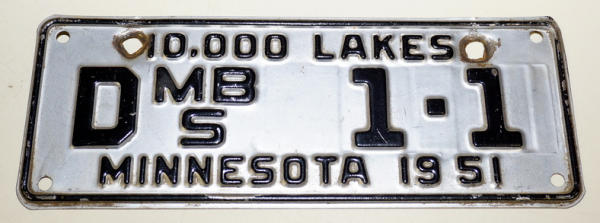 10,000 LAKES
D MB S 1·1
MINNESOTA 1951